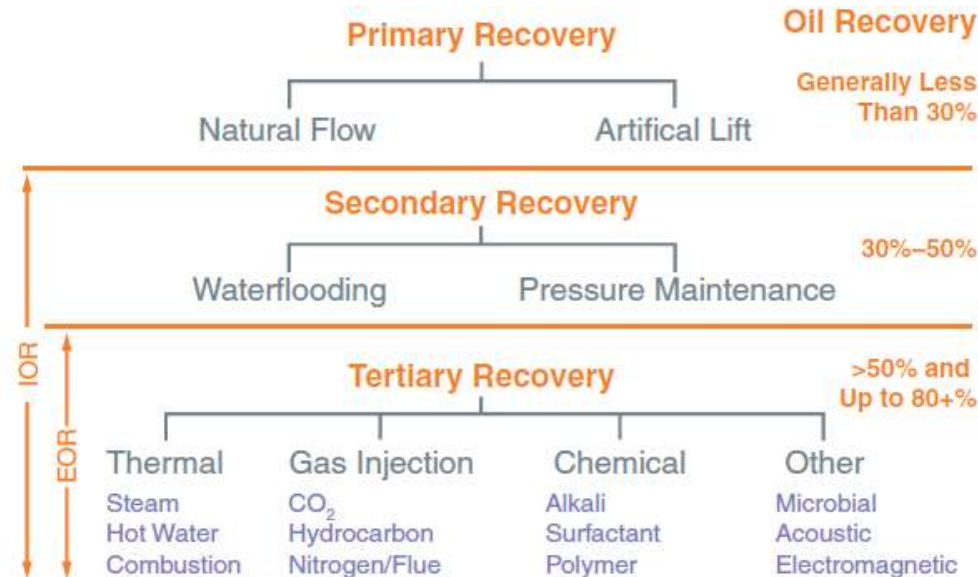 Oil Recovery
Primary Recovery
Generally Less
Than 30%
Natural Flow
Artifical Lift
Secondary Recovery
30%–50%
Waterflooding
Pressure Maintenance
IOR
EOR
Tertiary Recovery
>50% and
Up to 80+%
Thermal
Steam
Hot Water
Combustion
Gas Injection
CO₂
Hydrocarbon
Nitrogen/Flue
Chemical
Alkali
Surfactant
Polymer
Other
Microbial
Acoustic
Electromagnetic